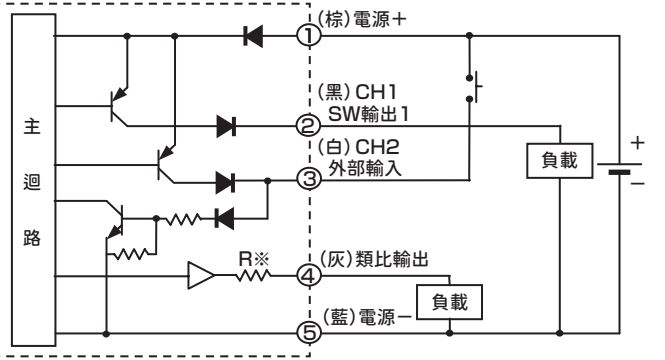 (棕)電源+
①
(黑)CH1
SW輸出1
②
主迴路
(白)CH2
外部輸入
③
負載
+
−
R※
(灰)類比輸出
④
負載
(藍)電源−
⑤